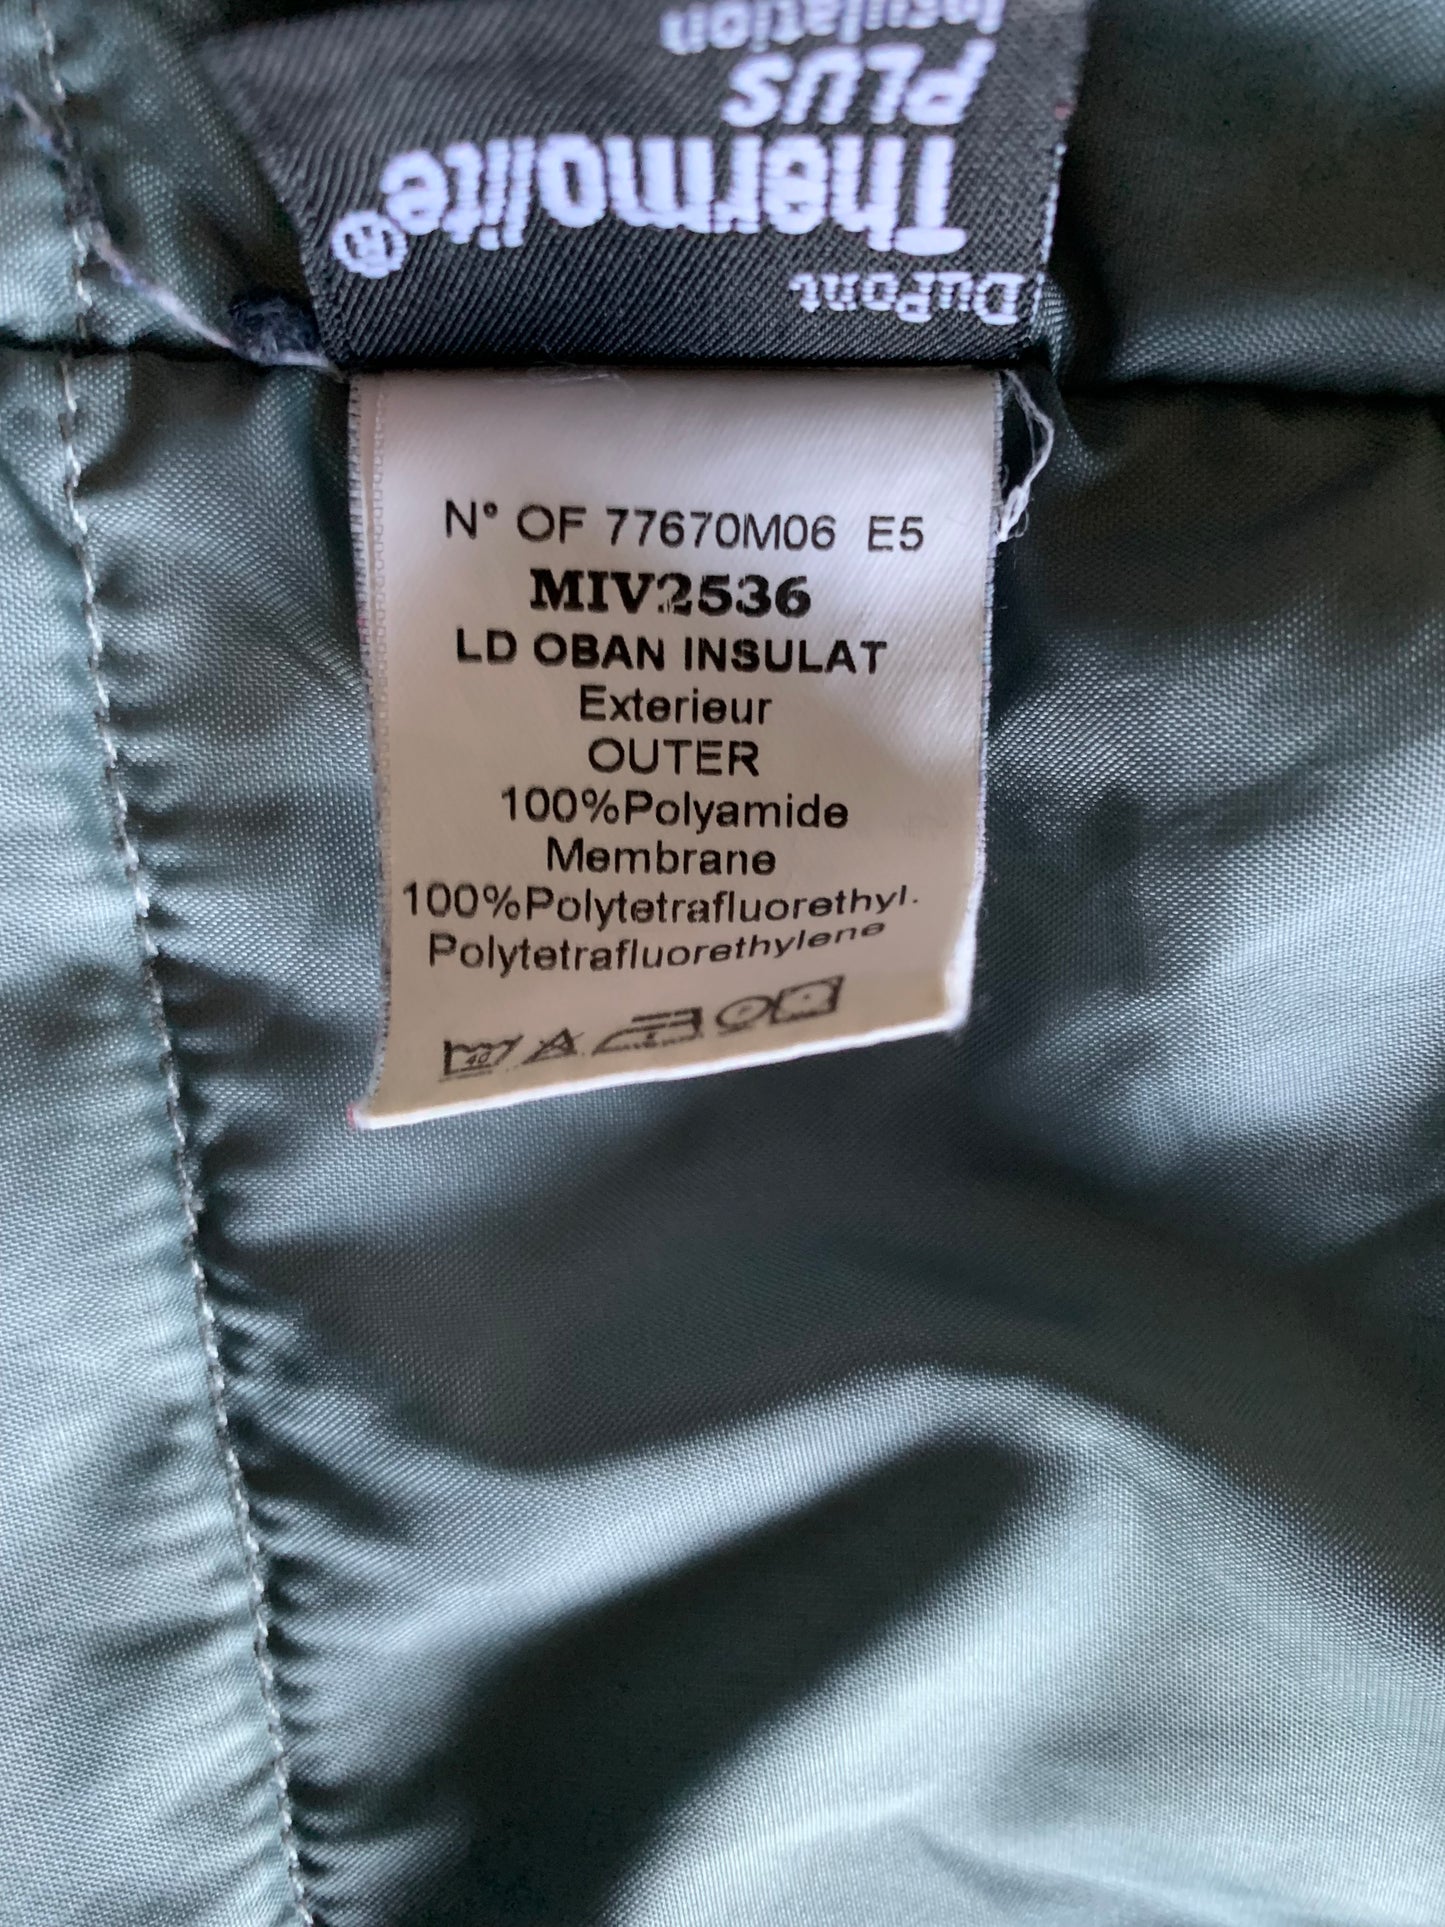 DuPont
Thermolite®
PLUS
Insulation
N° OF 77670M06 E5
MIV2536
LD OBAN INSULAT
Exterieur
OUTER
100%Polyamide
Membrane
100%Polytetrafluorethyl.
Polytetrafluorethylene
40